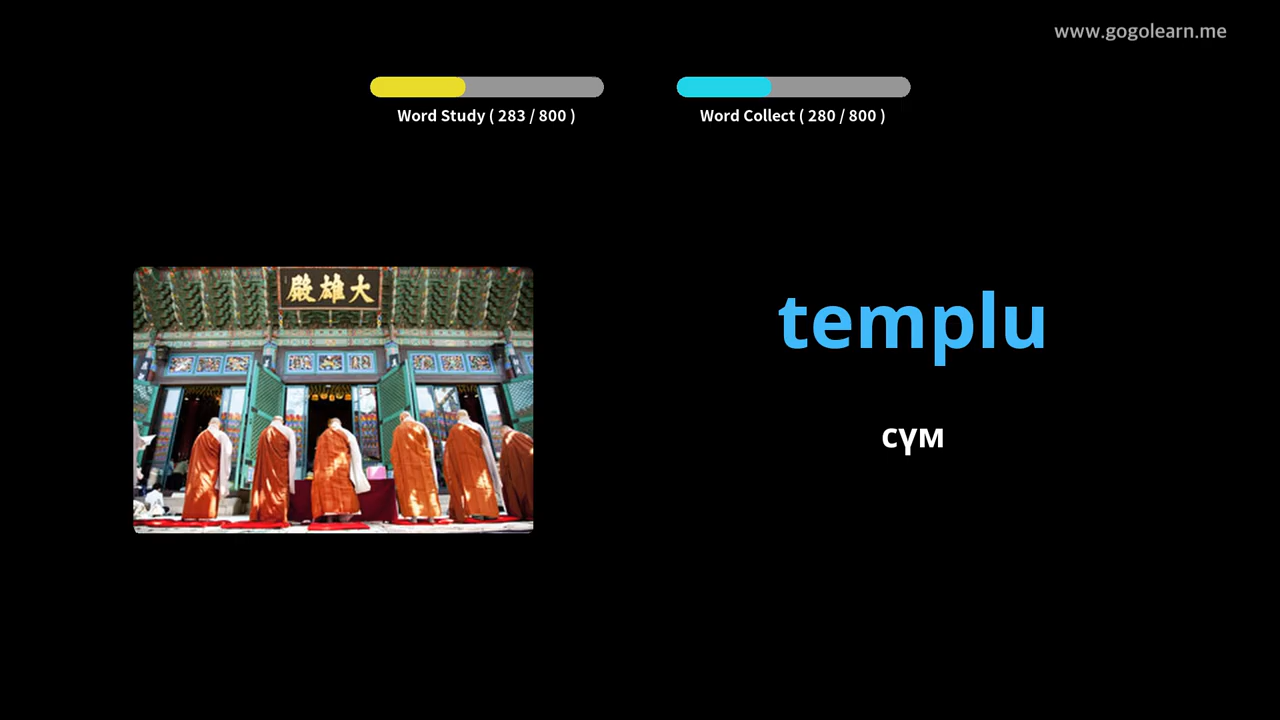 www.gogolearn.me
Word Study ( 283 / 800 )
Word Collect ( 280 / 800 )
殿雄大
templu
сүм